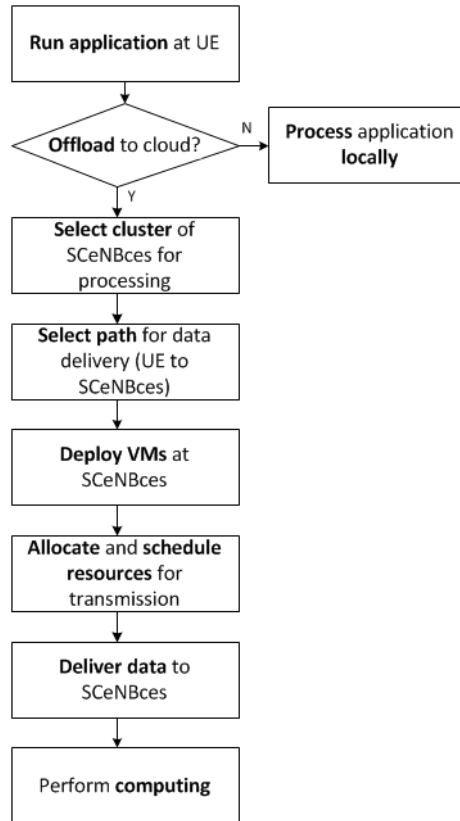 Run application at UE
Offload to cloud?
N
Process application
locally
Y
Select cluster of
SCeNBces for
processing
Select path for data
delivery (UE to
SCeNBces)
Deploy VMs at
SCeNBces
Allocate and schedule
resources for
transmission
Deliver data to
SCeNBces
Perform computing